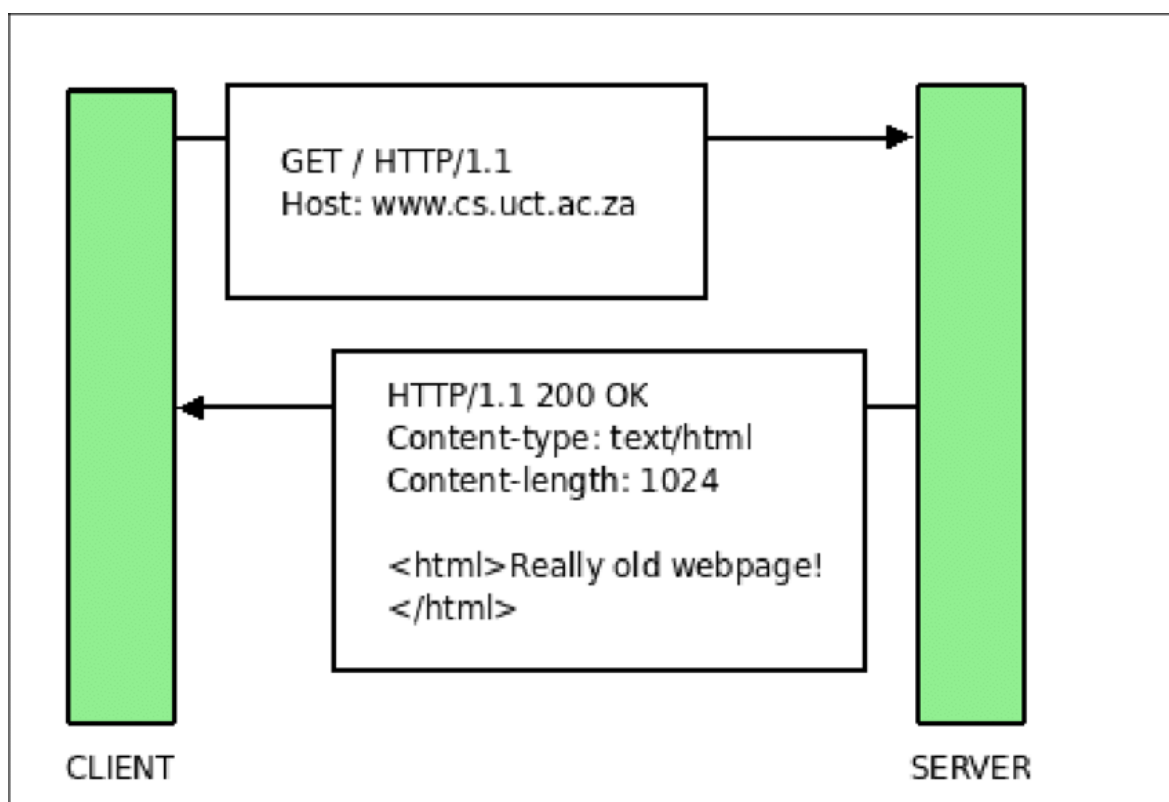 GET / HTTP/1.1
Host: www.cs.uct.ac.za
HTTP/1.1 200 OK
Content-type: text/html
Content-length: 1024
<html>Really old webpage!
</html>
CLIENT
SERVER